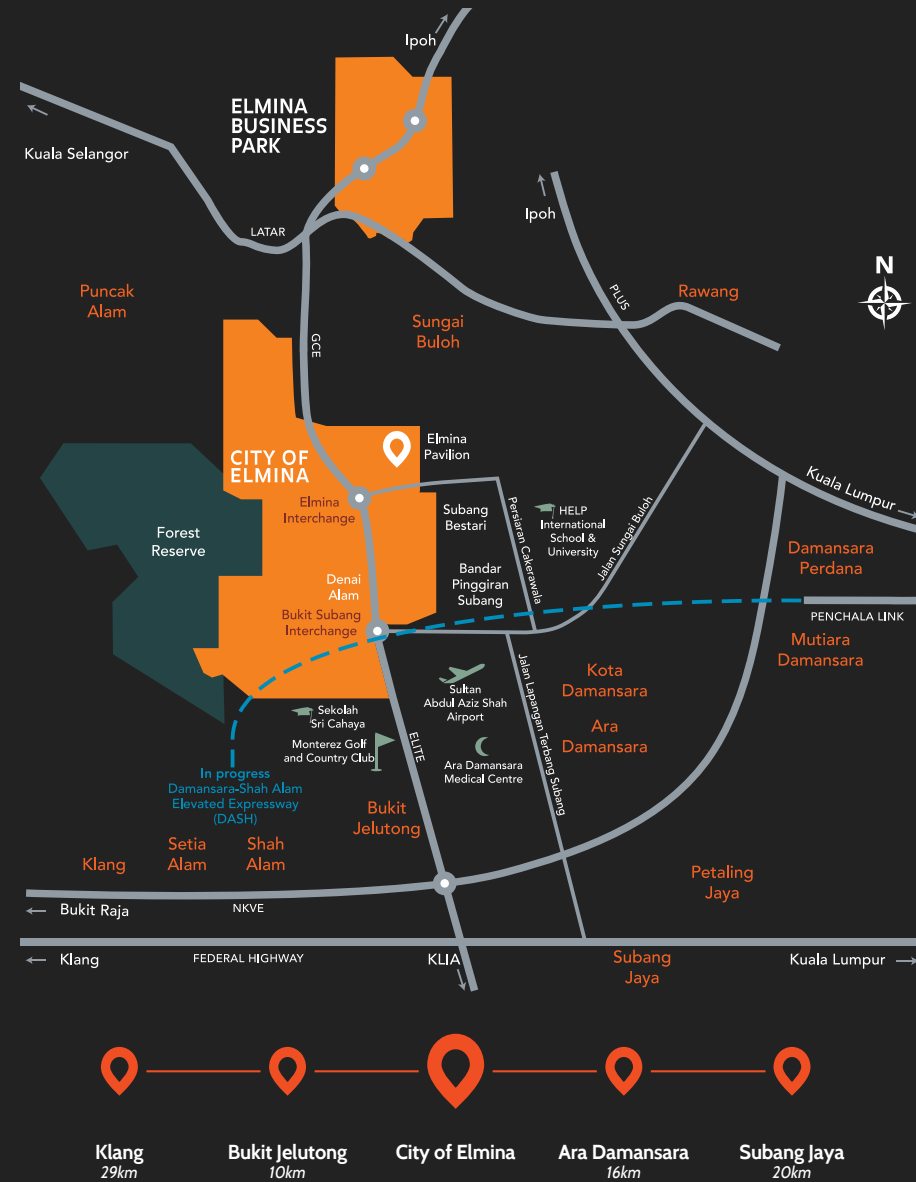 Ipoh
ELMINA
BUSINESS
PARK
Kuala Selangor
Ipoh
LATAR
PLUS
N
Puncak
Alam
Rawang
Sungai
Buloh
GCE
Elmina
Pavilion
CITY OF
ELMINA
Kuala Lumpur
Elmina
Interchange
Subang
Bestari
Persiaran Cakerawala
HELP
International
School &
University
Jalan Sungai Buloh
Forest
Reserve
Damansara
Perdana
Denai
Alam
Bandar
Pinggiran
Subang
Bukit Subang
Interchange
PENCHALA LINK
Mutiara
Damansara
Kota
Damansara
Sultan
Abdul Aziz Shah
Airport
Jalan Lapangan Terbang Subang
Sekolah
Sri Cahaya
Ara
Damansara
Monterez Golf
and Country Club
ELITE
Ara Damansara
Medical Centre
In progress
Damansara-Shah Alam
Elevated Expressway
(DASH)
Bukit
Jelutong
Klang
Setia
Alam
Shah
Alam
Petaling
Jaya
Bukit Raja
NKVE
Klang
FEDERAL HIGHWAY
KLIA
Subang
Jaya
Kuala Lumpur
Klang
29km
Bukit Jelutong
10km
City of Elmina
Ara Damansara
16km
Subang Jaya
20km